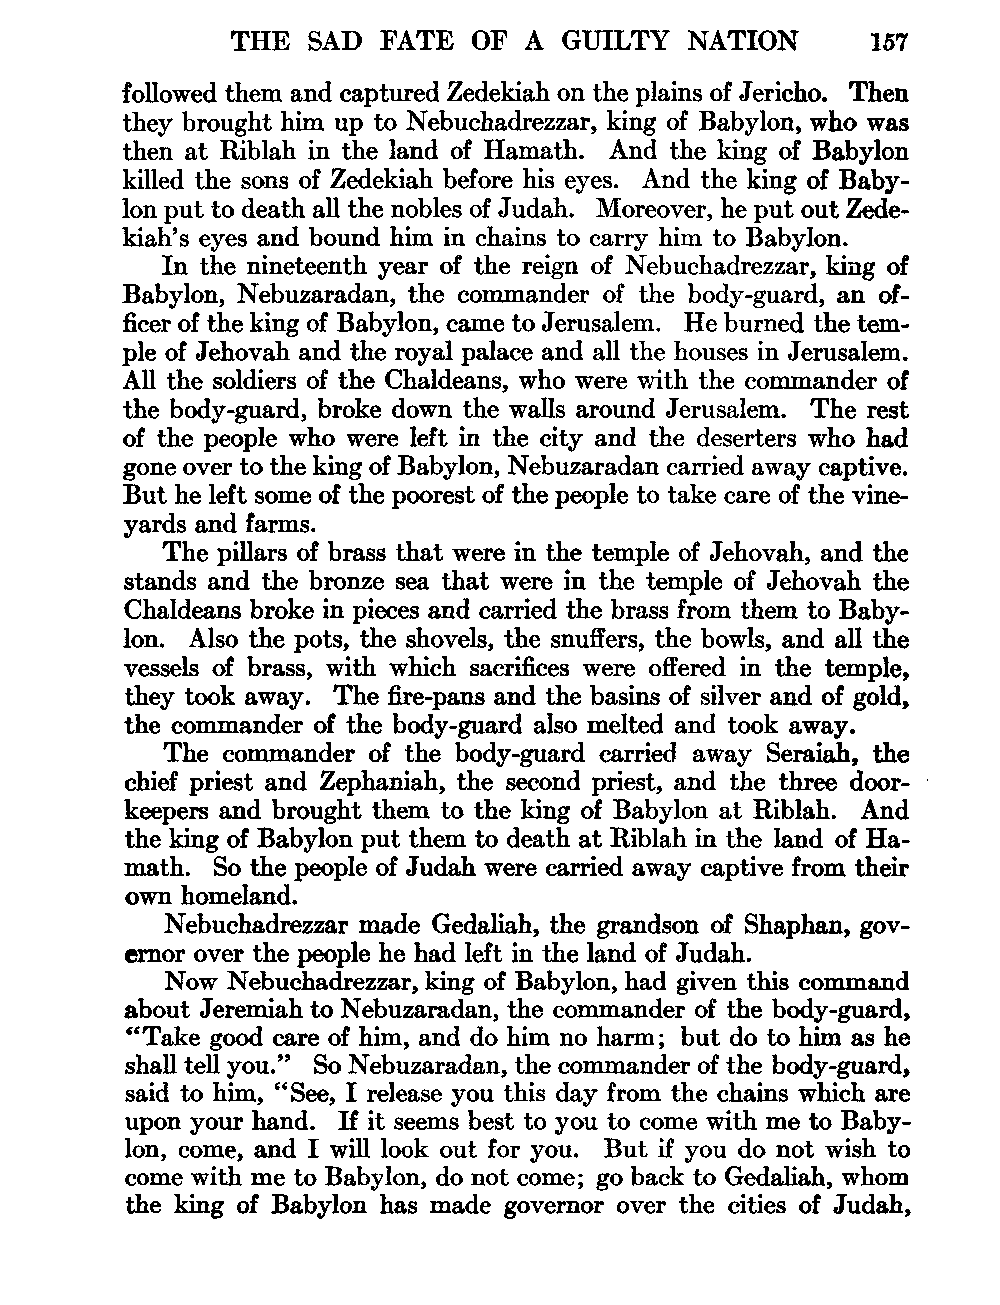 THE SAD FATE OF A GUILTY NATION 157
followed them and captured Zedekiah on the plains of Jericho. Then
they brought him up to Nebuchadrezzar, king of Babylon, who was
then at Riblah in the land of Hamath. And the king of Babylon
killed the sons of Zedekiah before his eyes. And the king of Baby-
lon put to death all the nobles of Judah. Moreover, he put out Zede-
kiah's eyes and bound him in chains to carry him to Babylon.
In the nineteenth year of the reign of Nebuchadrezzar, king of
Babylon, Nebuzaradan, the commander of the body-guard, an of-
ficer of the king of Babylon, came to Jerusalem. He burned the tem-
ple of Jehovah and the royal palace and all the houses in Jerusalem.
All the soldiers of the Chaldeans, who were with the commander of
the body-guard, broke down the walls around Jerusalem. The rest
of the people who were left in the city and the deserters who had
gone over to the king of Babylon, Nebuzaradan carried away captive.
But he left some of the poorest of the people to take care of the vine-
yards and farms.
The pillars of brass that were in the temple of Jehovah, and the
stands and the bronze sea that were in the temple of Jehovah the
Chaldeans broke in pieces and carried the brass from them to Baby-
lon. Also the pots, the shovels, the snuffers, the bowls, and all the
vessels of brass, with which sacrifices were offered in the temple,
they took away. The fire-pans and the basins of silver and of gold,
the commander of the body-guard also melted and took away.
The commander of the body-guard carried away Seraiah, the
chief priest and Zephaniah, the second priest, and the three door-
keepers and brought them to the king of Babylon at Riblah. And
the king of Babylon put them to death at Riblah in the land of Ha-
math. So the people of Judah were carried away captive from their
own homeland.
Nebuchadrezzar made Gedaliah, the grandson of Shaphan, gov-
ernor over the people he had left in the land of Judah.
Now Nebuchadrezzar, king of Babylon, had given this command
about Jeremiah to Nebuzaradan, the commander of the body-guard,
"Take good care of him, and do him no harm; but do to him as he
shall tell you." So Nebuzaradan, the commander of the body-guard,
said to him, "See, I release you this day from the chains which are
upon your hand. If it seems best to you to come with me to Baby-
lon, come, and I will look out for you. But if you do not wish to
come with me to Babylon, do not come; go back to Gedaliah, whom
the king of Babylon has made governor over the cities of Judah,